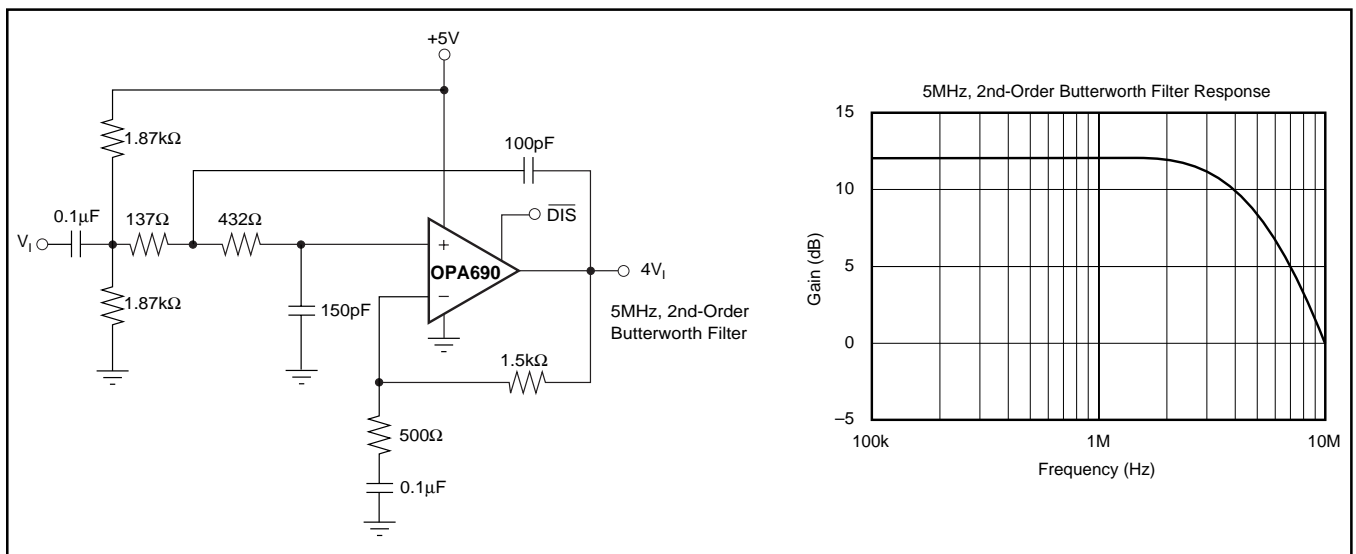 +5V
1.87kΩ
100pF
0.1μF
137Ω
432Ω
DIS
V_I
+
OPA690
4V_I
−
1.87kΩ
150pF
5MHz, 2nd-Order
Butterworth Filter
1.5kΩ
500Ω
0.1μF
5MHz, 2nd-Order Butterworth Filter Response
15
10
5
0
−5
Gain (dB)
100k
1M
10M
Frequency (Hz)